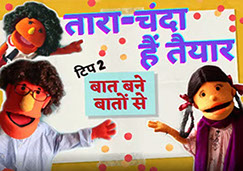 तारा-चंदा
हैं तैयार
टिप 2
बात बने
बातों से